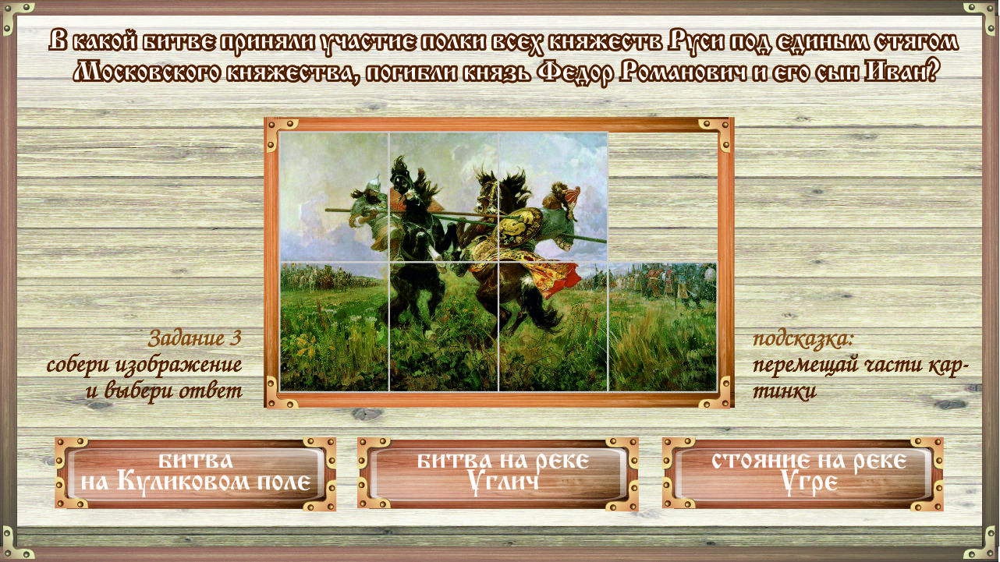 В какой битве приняли участие полки всех княжеств Руси под единым стягом
Московского княжества, погибли князь Федор Романович и его сын Иван?
Задание 3
собери изображение
и выбери ответ
подсказка:
перемещай части кар-
тинки
битва
на Куликовом поле
битва на реке
Углич
стояние на реке
Угре